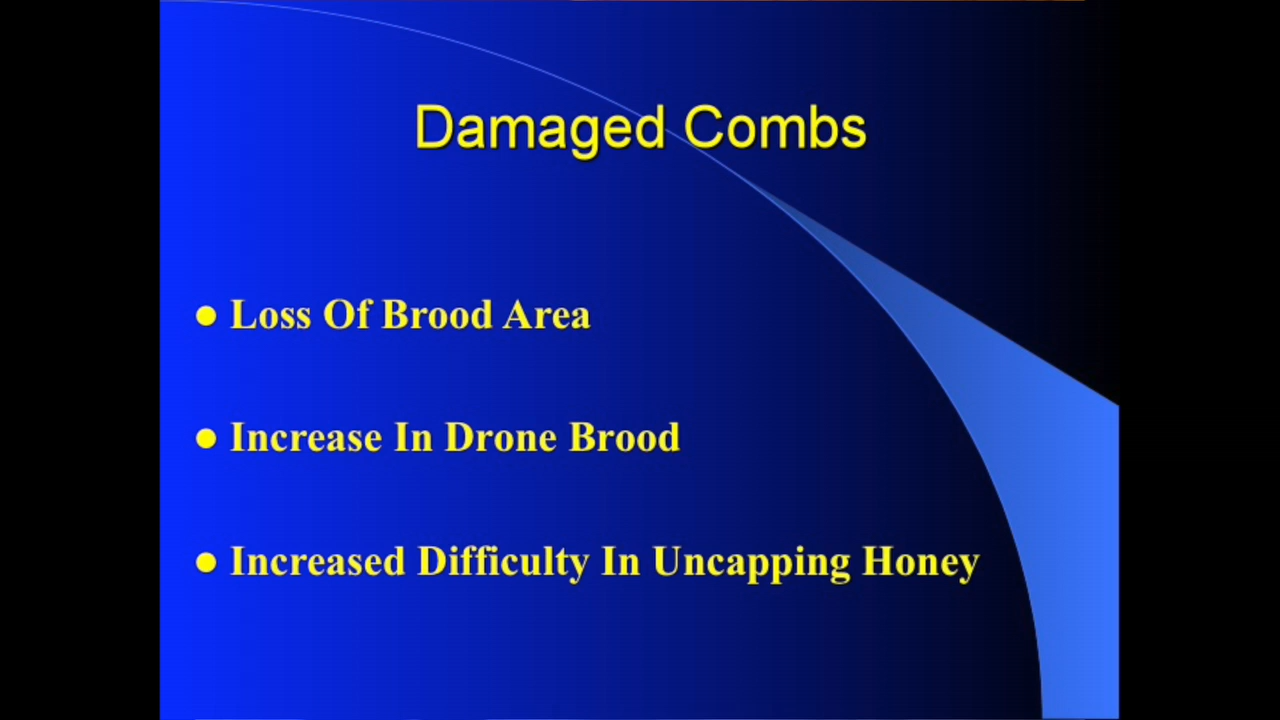 Damaged Combs
● Loss Of Brood Area
● Increase In Drone Brood
● Increased Difficulty In Uncapping Honey